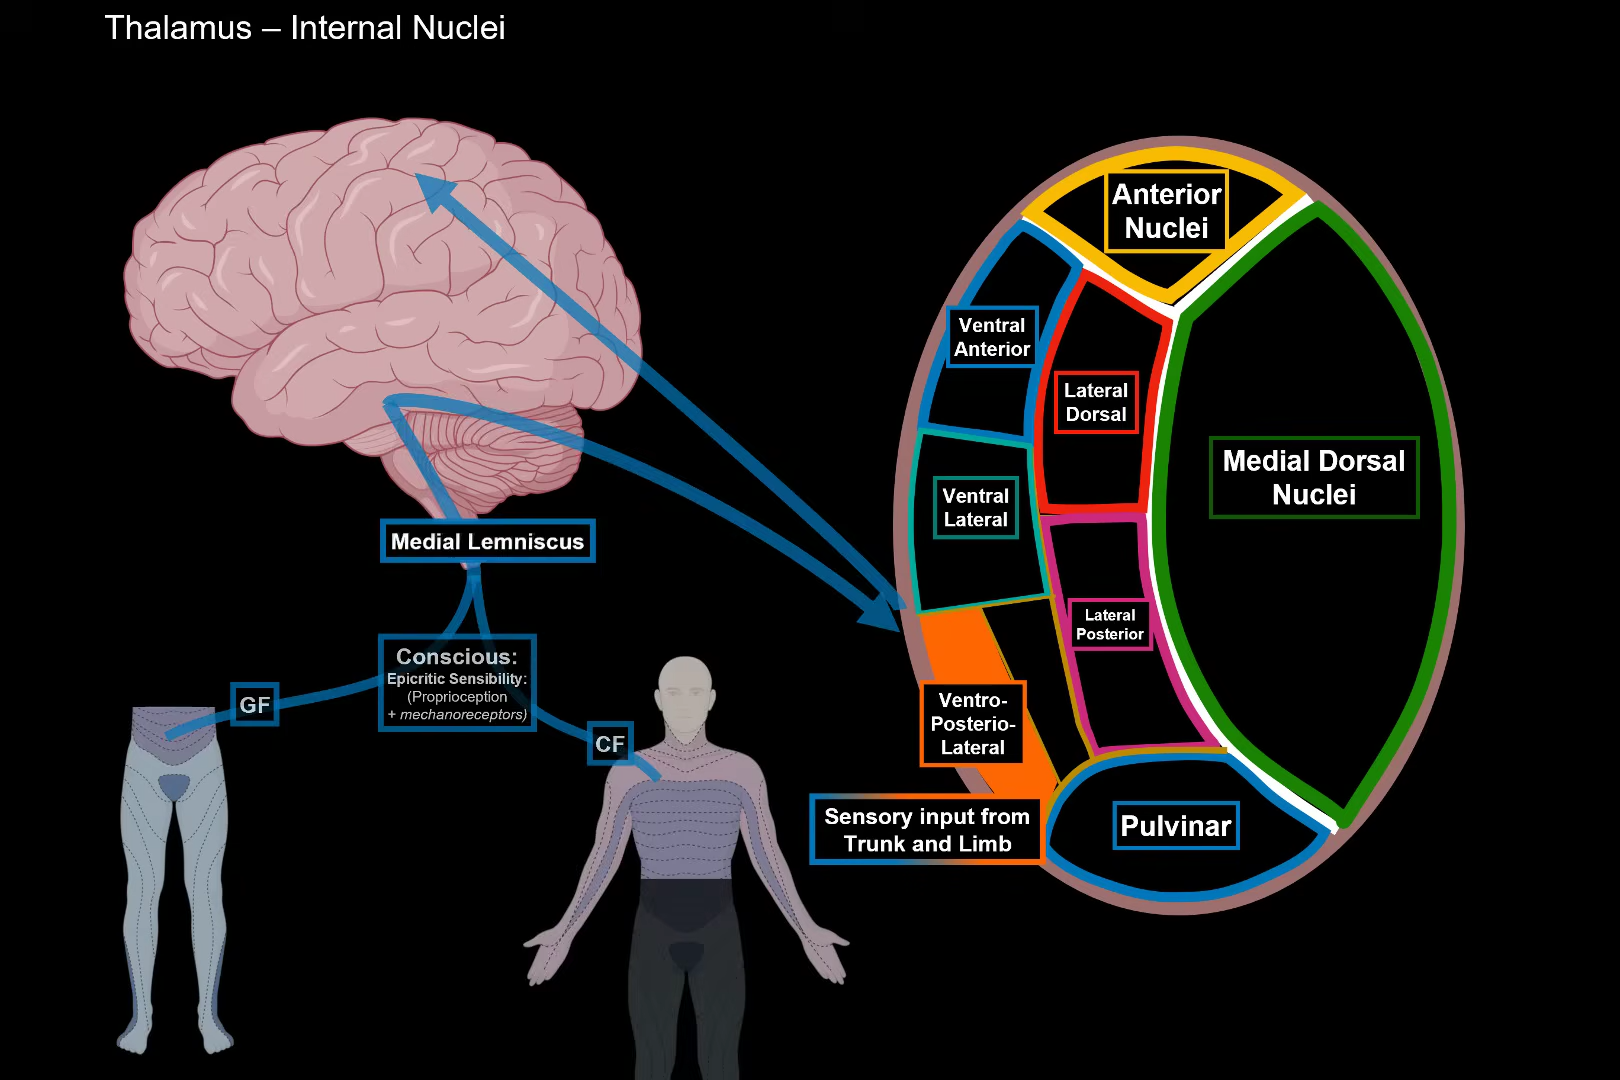 Thalamus – Internal Nuclei
Anterior
Nuclei
Ventral
Anterior
Lateral
Dorsal
Medial Dorsal
Nuclei
Ventral
Lateral
Medial Lemniscus
Lateral
Posterior
Conscious:
Epicritic Sensibility:
(Proprioception
+ mechanoreceptors)
GF
CF
Ventro-
Posterio-
Lateral
Sensory input from
Trunk and Limb
Pulvinar